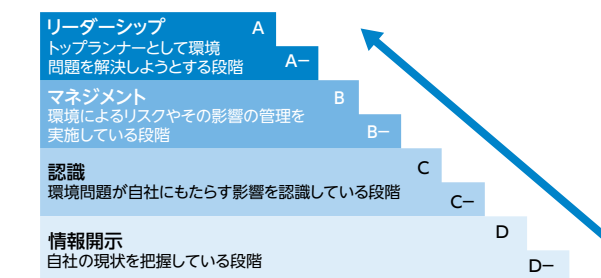 リーダーシップ A
トップランナーとして環境
問題を解決しようとする段階 A−
マネジメント B
環境によるリスクやその影響の管理を
実施している段階 B−
認識 C
環境問題が自社にもたらす影響を認識している段階
C−
情報開示 D
自社の現状を把握している段階 D−